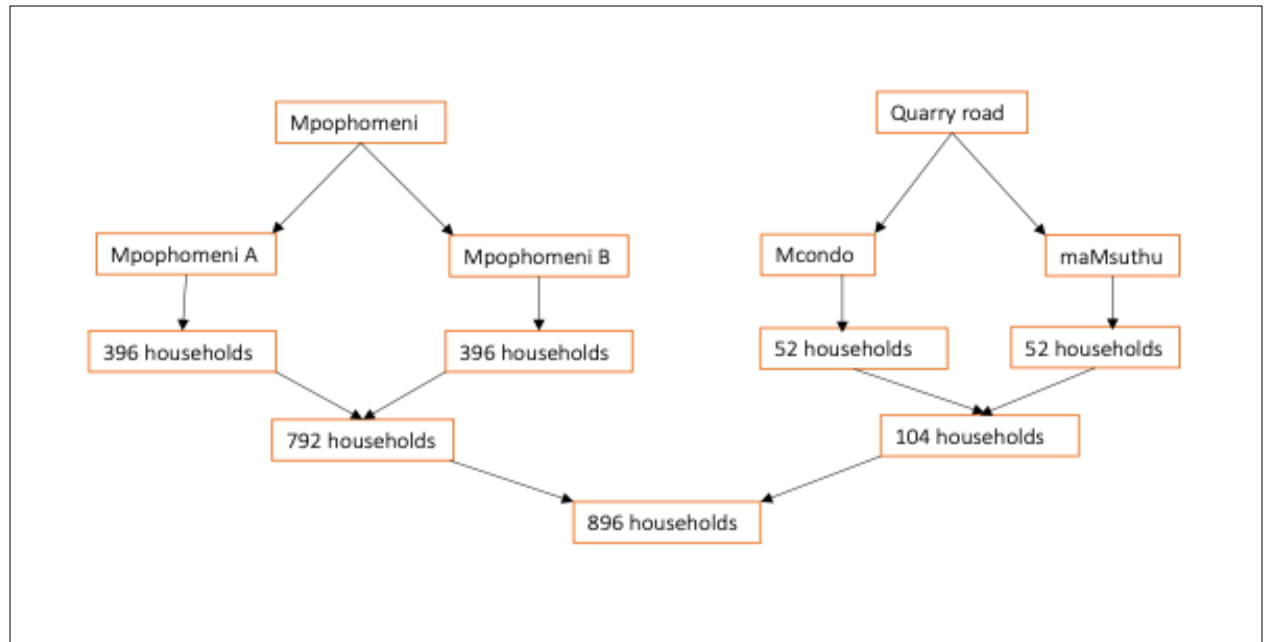 Mpophomeni
Quarry road
Mpophomeni A
Mpophomeni B
Mcondo
maMsuthu
396 households
396 households
52 households
52 households
792 households
104 households
896 households